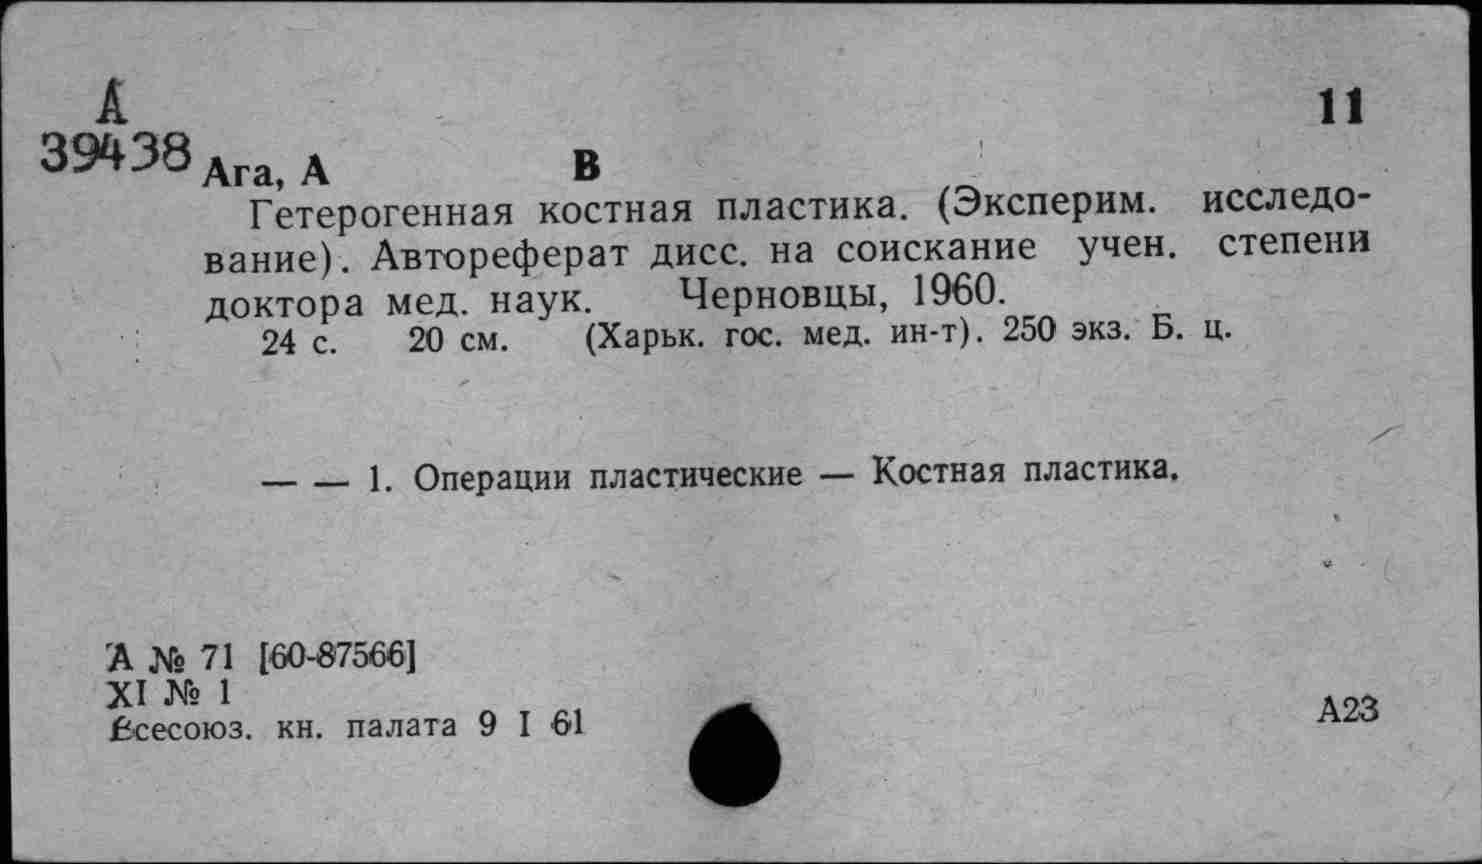 А
39438
11
Ага, А В
Гетерогенная костная пластика. (Эксперим. исследо-
вание). Автореферат дисс. на соискание учен. степени
доктора мед. наук. Черновцы, 1960.
24 с. 20 см. (Харьк. гос. мед. ин-т). 250 экз. Б. ц.
— — 1. Операции пластические — Костная пластика.
А № 71 [60-87566]
XI № 1
Всесоюз. кн. палата 9 I 61
А23